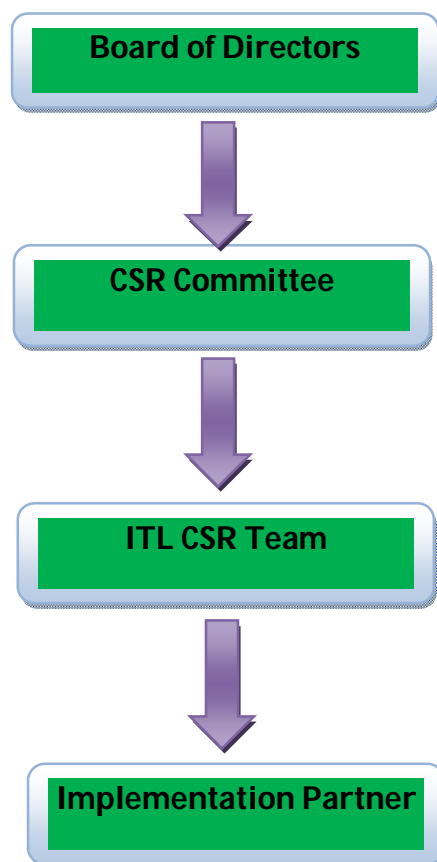 Board of Directors
CSR Committee
ITL CSR Team
Implementation Partner